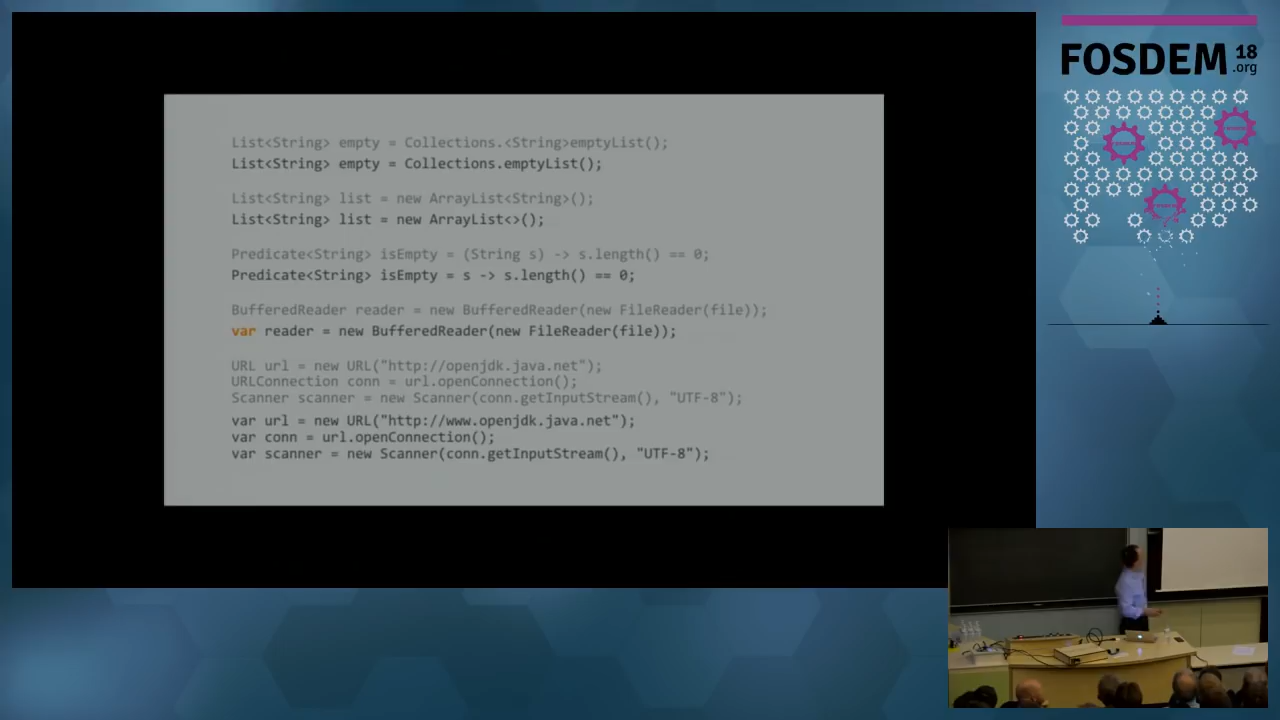 List<String> empty = Collections.<String>emptyList();
List<String> empty = Collections.emptyList();
List<String> list = new ArrayList<String>();
List<String> list = new ArrayList<>();
Predicate<String> isEmpty = (String s) -> s.length() == 0;
Predicate<String> isEmpty = s -> s.length() == 0;
BufferedReader reader = new BufferedReader(new FileReader(file));
var reader = new BufferedReader(new FileReader(file));
URL url = new URL("http://openjdk.java.net");
URLConnection conn = url.openConnection();
Scanner scanner = new Scanner(conn.getInputStream(), "UTF-8");
var url = new URL("http://www.openjdk.java.net");
var conn = url.openConnection();
var scanner = new Scanner(conn.getInputStream(), "UTF-8");
FOSDEM 18
.org